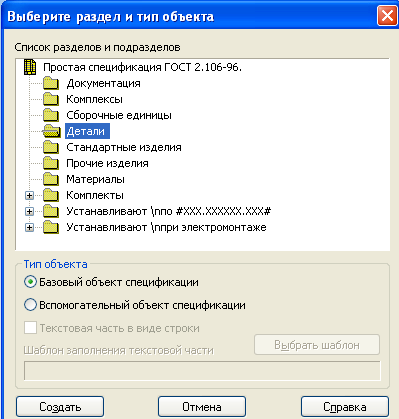 Выберите раздел и тип объекта
Список разделов и подразделов
Простая спецификация ГОСТ 2.106-96.
Документация
Комплексы
Сборочные единицы
Детали
Стандартные изделия
Прочие изделия
Материалы
Комплекты
Устанавливают \nпо #XXX.XXXXXX.XXX#
Устанавливают \nпри электромонтаже
Тип объекта
Базовый объект спецификации
Вспомогательный объект спецификации
Текстовая часть в виде строки
Выбрать шаблон
Шаблон заполнения текстовой части
Создать Отмена Справка